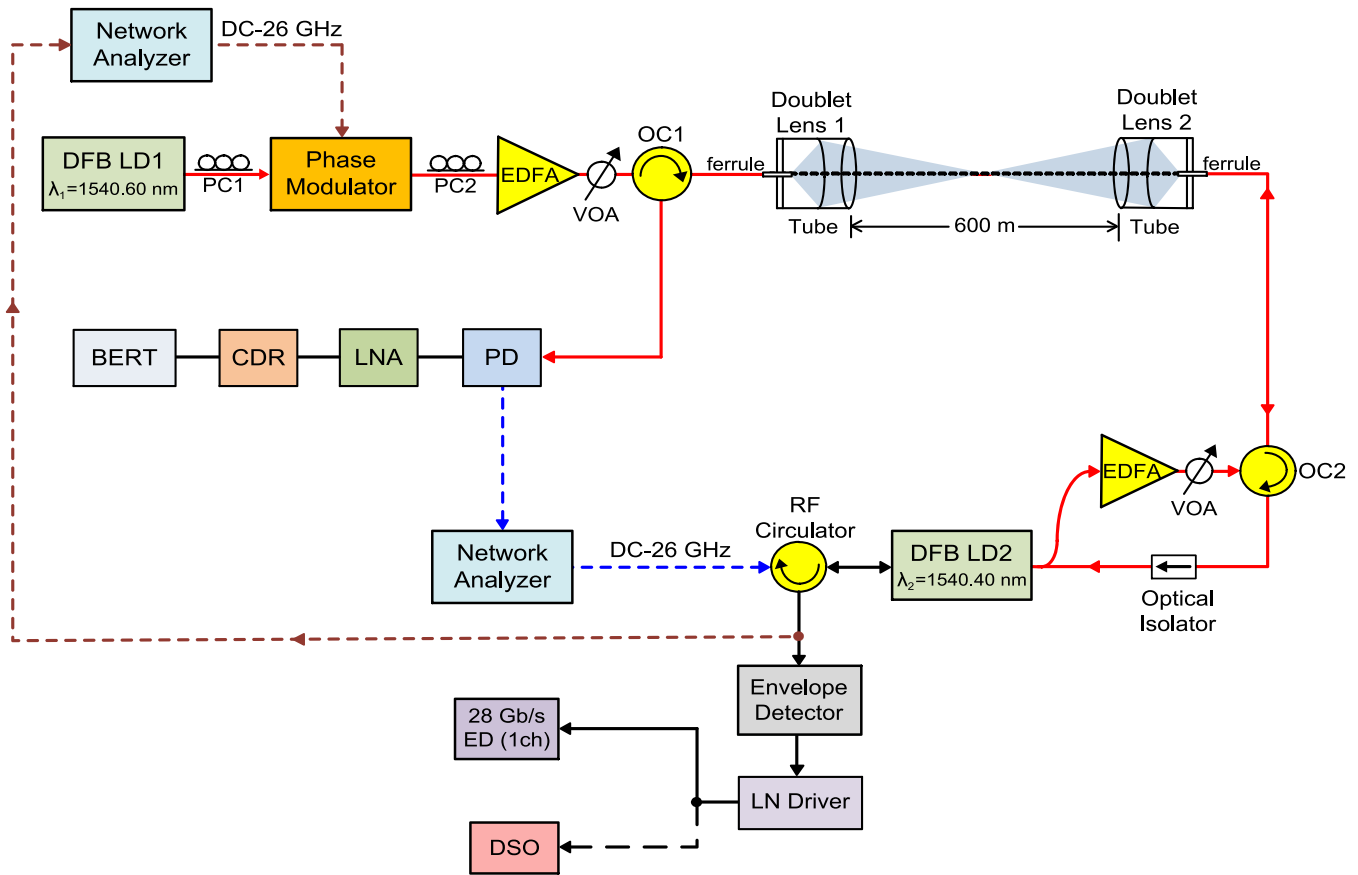 Network
Analyzer
DC-26 GHz
DFB LD1
λ₁=1540.60 nm
PC1
Phase
Modulator
PC2
EDFA
VOA
OC1
ferrule
Doublet
Lens 1
Tube
600 m
Doublet
Lens 2
Tube
ferrule
BERT
CDR
LNA
PD
EDFA
VOA
OC2
Network
Analyzer
DC-26 GHz
RF
Circulator
DFB LD2
λ₂=1540.40 nm
Optical
Isolator
Envelope
Detector
28 Gb/s
ED (1ch)
LN Driver
DSO